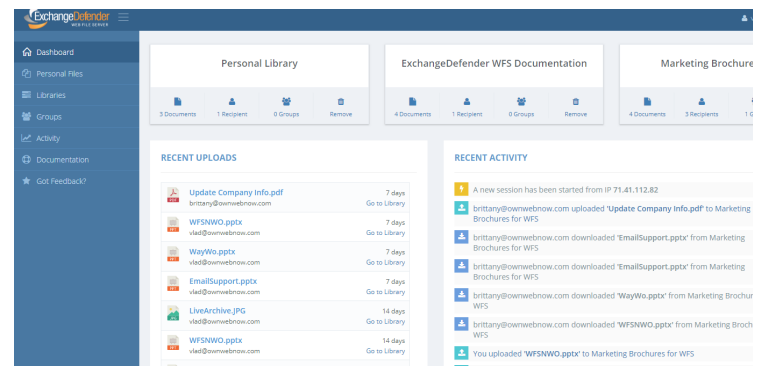 ExchangeDefender
WEB FILE SERVER
Dashboard
Personal Files
Libraries
Groups
Activity
Documentation
Got Feedback?
Personal Library
3 Documents
1 Recipient
0 Groups
Remove
ExchangeDefender WFS Documentation
4 Documents
1 Recipient
0 Groups
Remove
Marketing Brochure
4 Documents
3 Recipients
RECENT UPLOADS
Update Company Info.pdf 7 days
brittany@ownwebnow.com Go to Library
WFSNWO.pptx 7 days
vlad@ownwebnow.com Go to Library
WayWo.pptx 7 days
vlad@ownwebnow.com Go to Library
EmailSupport.pptx 7 days
vlad@ownwebnow.com Go to Library
LiveArchive.JPG 14 days
vlad@ownwebnow.com Go to Library
WFSNWO.pptx 14 days
vlad@ownwebnow.com Go to Library
RECENT ACTIVITY
A new session has been started from IP 71.41.112.82
brittany@ownwebnow.com uploaded 'Update Company Info.pdf' to Marketing
Brochures for WFS
brittany@ownwebnow.com downloaded 'EmailSupport.pptx' from Marketing
Brochures for WFS
brittany@ownwebnow.com downloaded 'EmailSupport.pptx' from Marketing
Brochures for WFS
brittany@ownwebnow.com downloaded 'WayWo.pptx' from Marketing Brochur
WFS
brittany@ownwebnow.com downloaded 'WFSNWO.pptx' from Marketing Broch
WFS
You uploaded 'WFSNWO.pptx' to Marketing Brochures for WFS